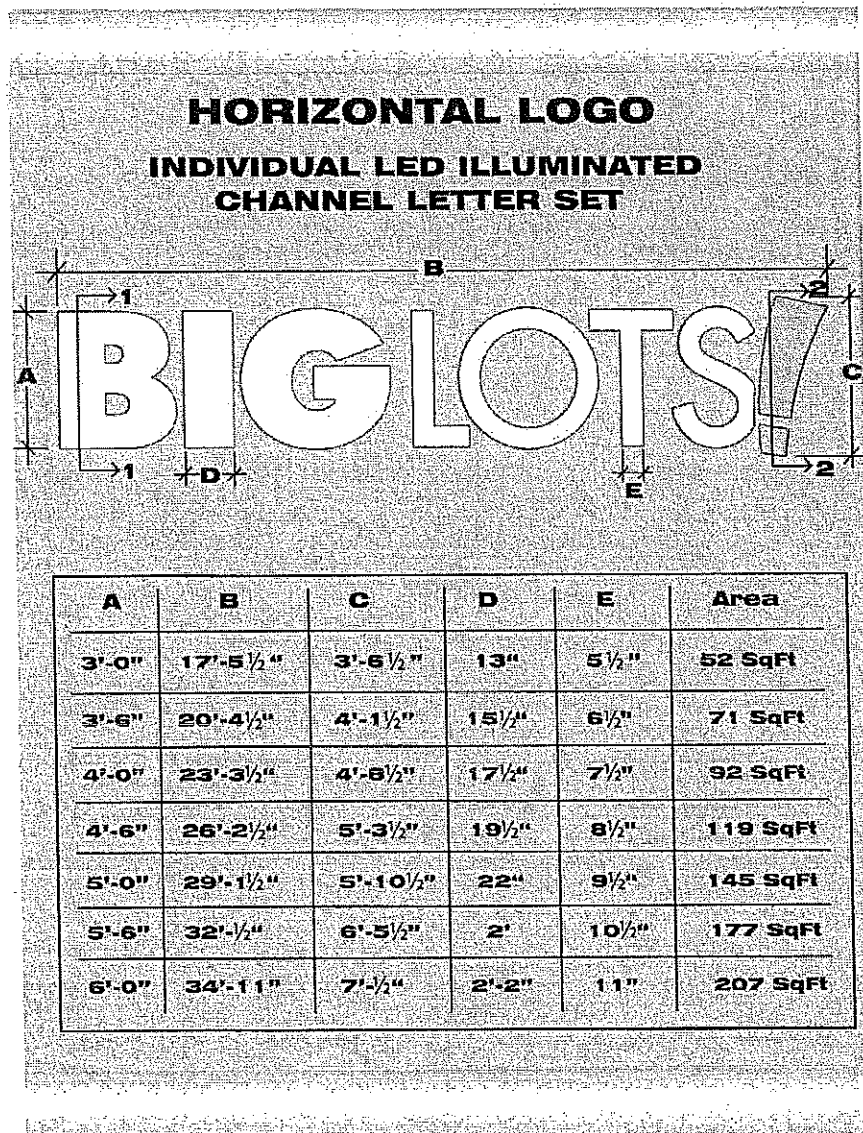 HORIZONTAL LOGO
INDIVIDUAL LED ILLUMINATED
CHANNEL LETTER SET
B
1 2
BIGLOTS!
A C
1 D E 2
A B C D E Area
3'-0" 17'-5½" 3'-6½" 13" 5½" 52 SqFt
3'-6" 20'-4½" 4'-1½" 15½" 6½" 71 SqFt
4'-0" 23'-3½" 4'-8½" 17½" 7½" 92 SqFt
4'-6" 26'-2½" 5'-3½" 19½" 8½" 119 SqFt
5'-0" 29'-1½" 5'-10½" 22" 9½" 145 SqFt
5'-6" 32'-½" 6'-5½" 2' 10½" 177 SqFt
6'-0" 34'-11" 7'-½" 2'-2" 11" 207 SqFt